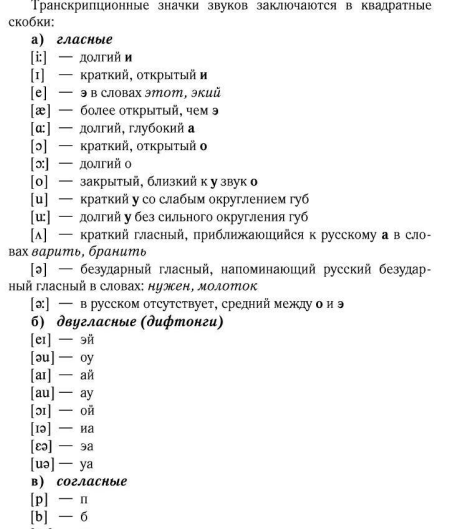 Транскрипционные значки звуков заключаются в квадратные
скобки:
а) гласные
[i:] — долгий и
[ɪ] — краткий, открытый и
[e] — э в словах этот, экий
[æ] — более открытый, чем э
[ɑ:] — долгий, глубокий а
[ɔ] — краткий, открытый о
[ɔ:] — долгий о
[o] — закрытый, близкий к у звук о
[u] — краткий у со слабым округлением губ
[u:] — долгий у без сильного округления губ
[ʌ] — краткий гласный, приближающийся к русскому а в сло-
вах варить, бранить
[ə] — безударный гласный, напоминающий русский безудар-
ный гласный в словах: нужен, молоток
[ə:] — в русском отсутствует, средний между о и э
б) двугласные (дифтонги)
[eɪ] — эй
[əu] — оу
[aɪ] — ай
[au] — ау
[ɔɪ] — ой
[ɪə] — иа
[ɛə] — эа
[uə] — уа
в) согласные
[p] — п
[b] — б